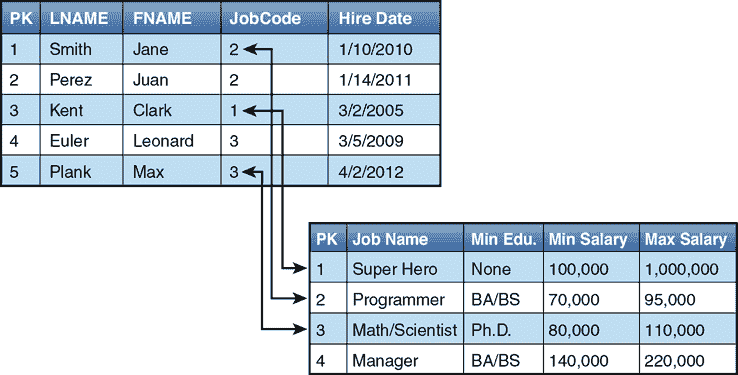 PK LNAME FNAME JobCode Hire Date
1 Smith Jane 2 1/10/2010
2 Perez Juan 2 1/14/2011
3 Kent Clark 1 3/2/2005
4 Euler Leonard 3 3/5/2009
5 Plank Max 3 4/2/2012
PK Job Name Min Edu. Min Salary Max Salary
1 Super Hero None 100,000 1,000,000
2 Programmer BA/BS 70,000 95,000
3 Math/Scientist Ph.D. 80,000 110,000
4 Manager BA/BS 140,000 220,000